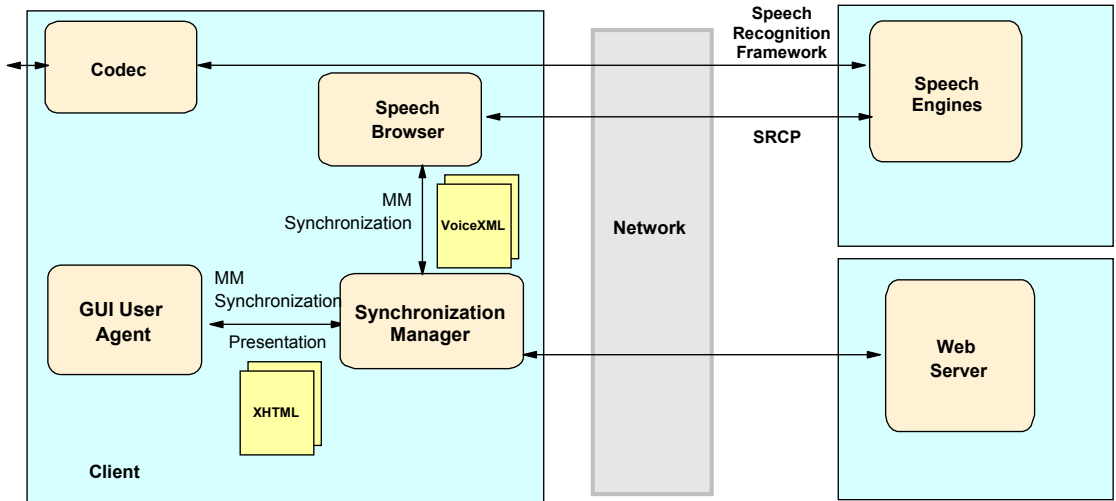 Codec
Speech
Browser
MM
Synchronization
VoiceXML
GUI User
Agent
MM
Synchronization
Presentation
XHTML
Synchronization
Manager
Client
Network
Speech
Recognition
Framework
SRCP
Speech
Engines
Web
Server